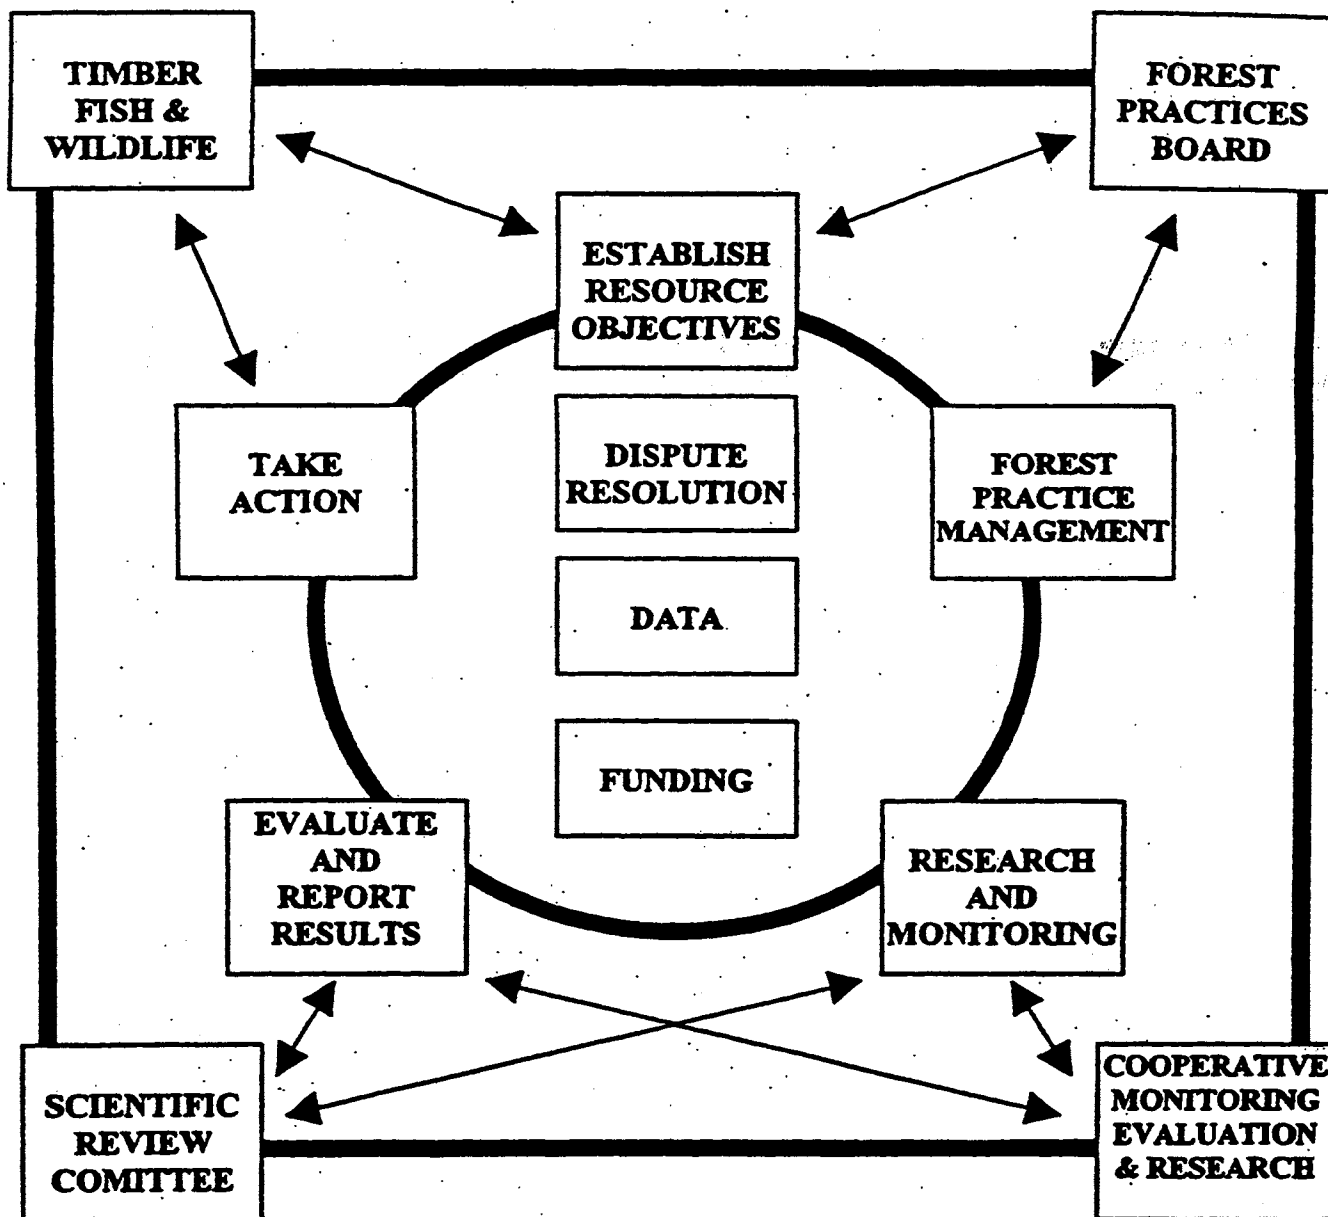 TIMBER
FISH &
WILDLIFE
FOREST
PRACTICES
BOARD
ESTABLISH
RESOURCE
OBJECTIVES
TAKE
ACTION
DISPUTE
RESOLUTION
FOREST
PRACTICE
MANAGEMENT
DATA
FUNDING
EVALUATE
AND
REPORT
RESULTS
RESEARCH
AND
MONITORING
SCIENTIFIC
REVIEW
COMITTEE
COOPERATIVE
MONITORING
EVALUATION
& RESEARCH